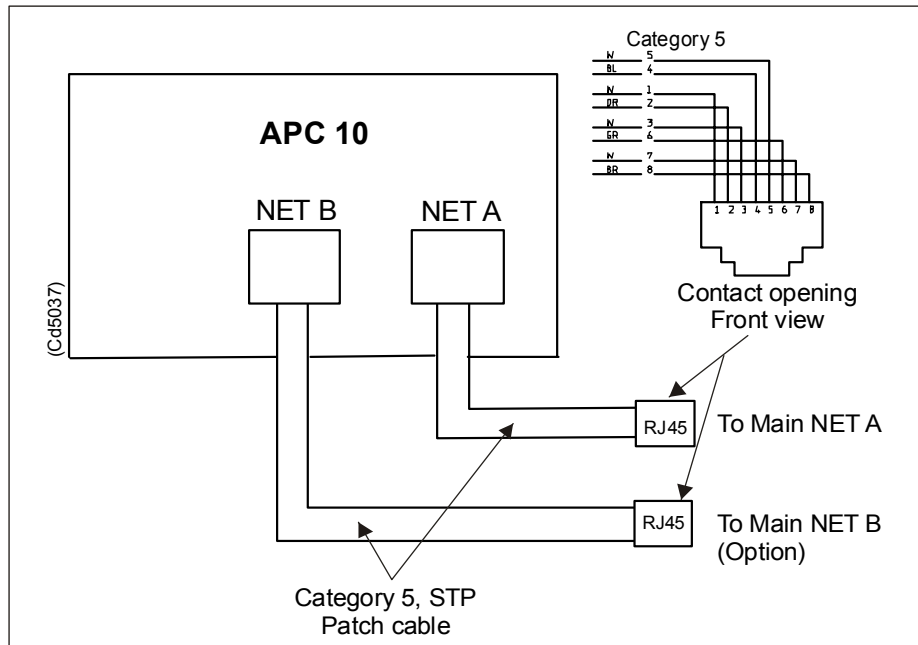 Category 5
W 5
BL 4
W 1
OR 2
W 3
GR 6
W 7
BR 8
1 2 3 4 5 6 7 8
APC 10
NET B
NET A
(Cd5037)
Contact opening
Front view
RJ45
To Main NET A
RJ45
To Main NET B
(Option)
Category 5, STP
Patch cable